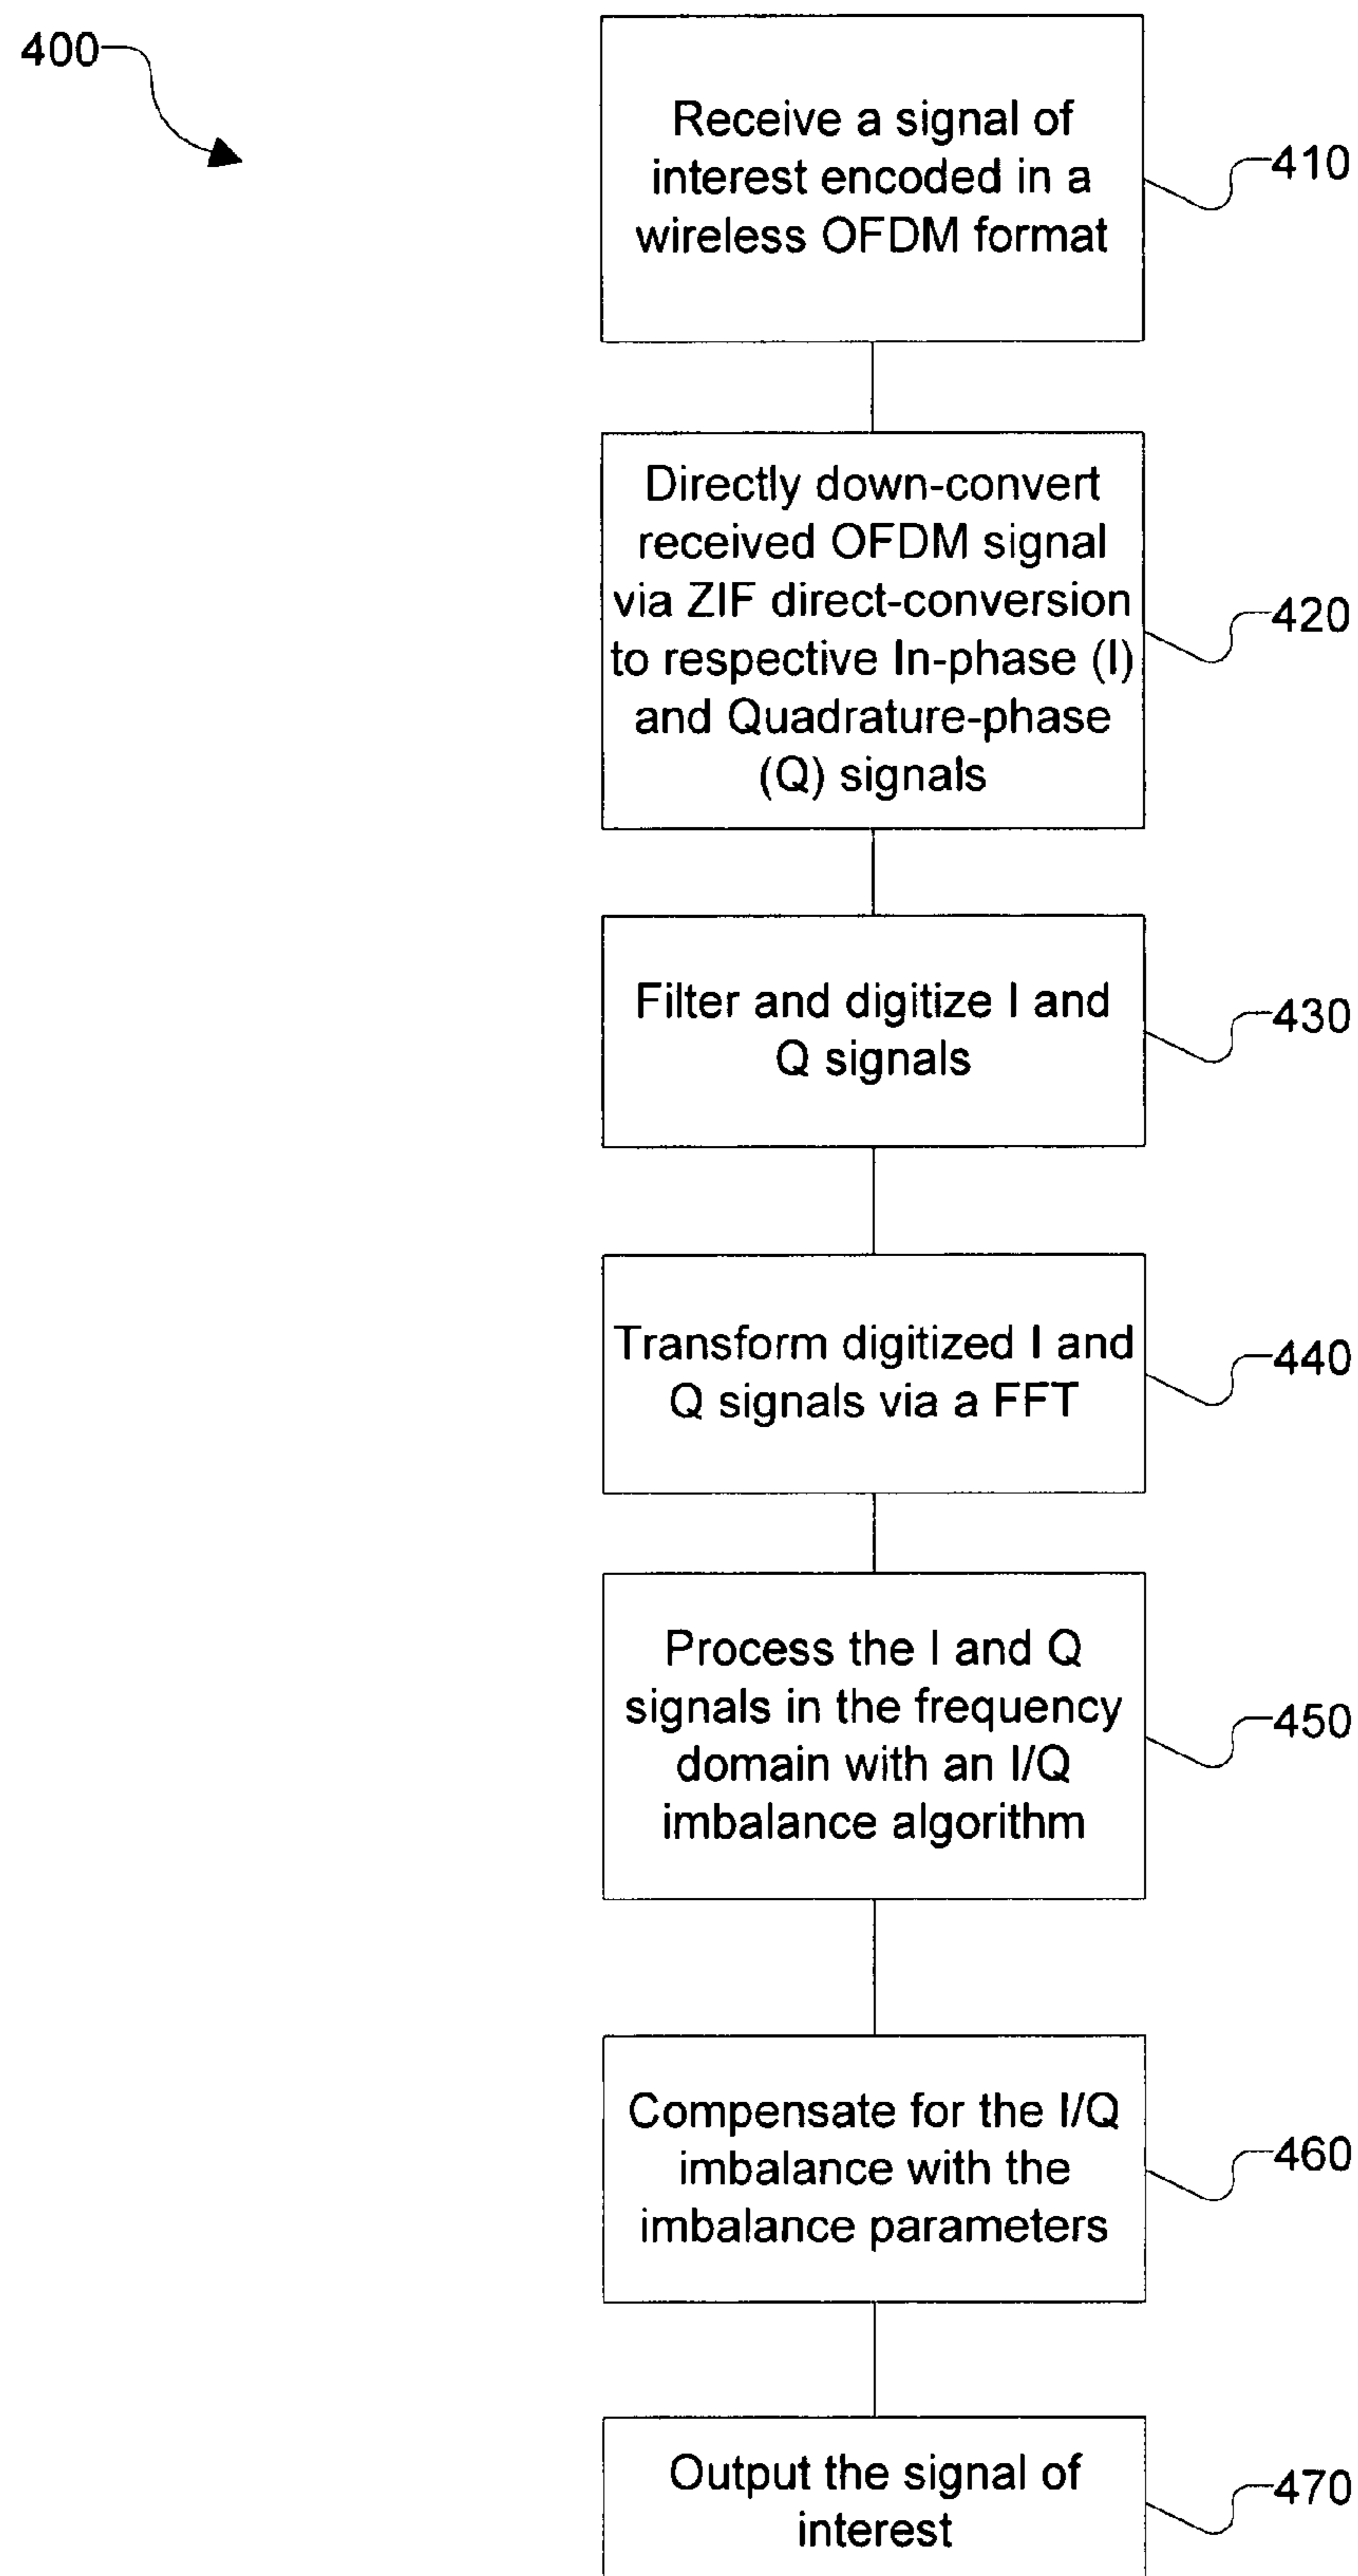 400
Receive a signal of
interest encoded in a
wireless OFDM format
410
Directly down-convert
received OFDM signal
via ZIF direct-conversion
to respective In-phase (I)
and Quadrature-phase
(Q) signals
420
Filter and digitize I and
Q signals
430
Transform digitized I and
Q signals via a FFT
440
Process the I and Q
signals in the frequency
domain with an I/Q
imbalance algorithm
450
Compensate for the I/Q
imbalance with the
imbalance parameters
460
Output the signal of
interest
470